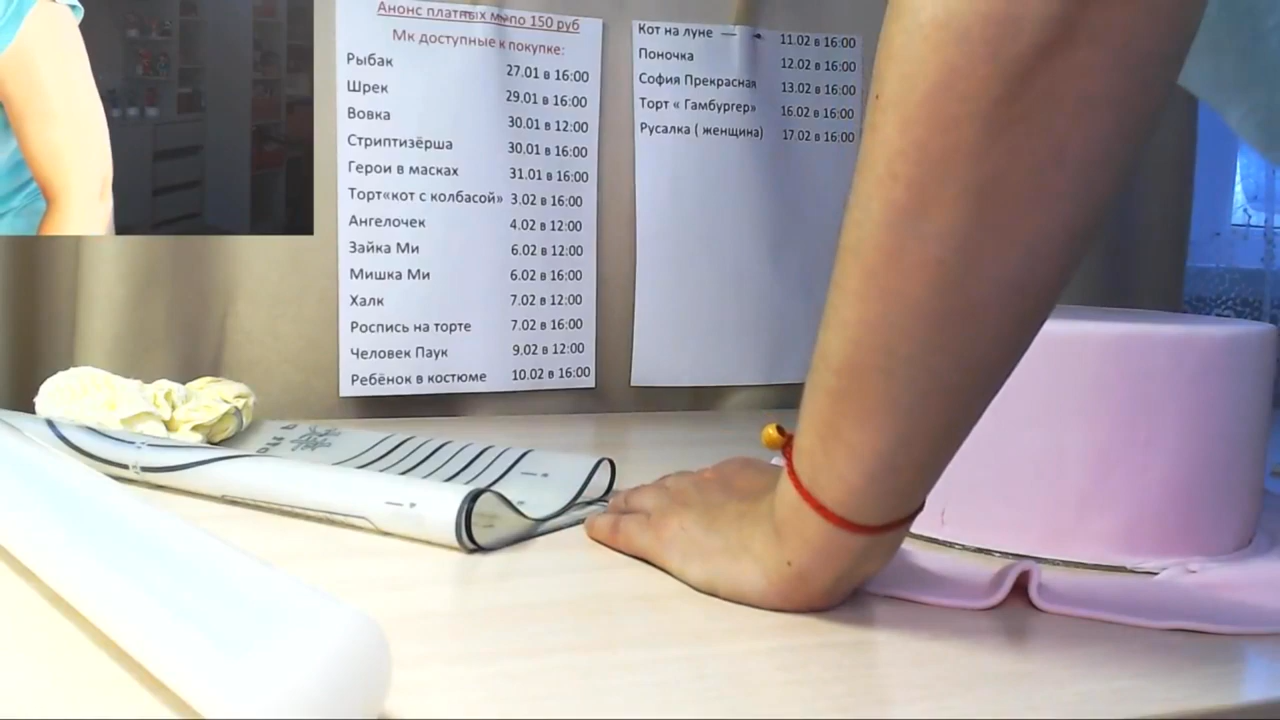 Анонс платных мк по 150 руб
Мк доступные к покупке:
Рыбак 27.01 в 16:00
Шрек 29.01 в 16:00
Вовка 30.01 в 12:00
Стриптизёрша 30.01 в 16:00
Герои в масках 31.01 в 16:00
Торт«кот с колбасой» 3.02 в 16:00
Ангелочек 4.02 в 12:00
Зайка Ми 6.02 в 12:00
Мишка Ми 6.02 в 16:00
Халк 7.02 в 12:00
Роспись на торте 7.02 в 16:00
Человек Паук 9.02 в 12:00
Ребёнок в костюме 10.02 в 16:00
Кот на луне — 11.02 в 16:00
Поночка 12.02 в 16:00
София Прекрасная 13.02 в 16:00
Торт « Гамбургер» 16.02 в 16:00
Русалка ( женщина) 17.02 в 16:00